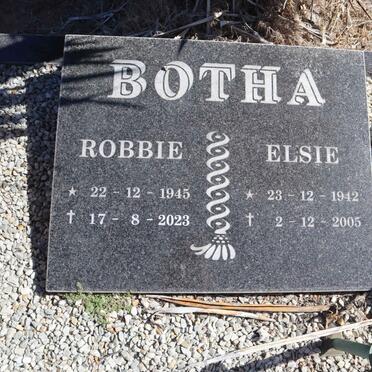 BOTHA
ROBBIE ELSIE
★ 22 - 12 - 1945 ★ 23 - 12 - 1942
† 17 - 8 - 2023 † 2 - 12 - 2005